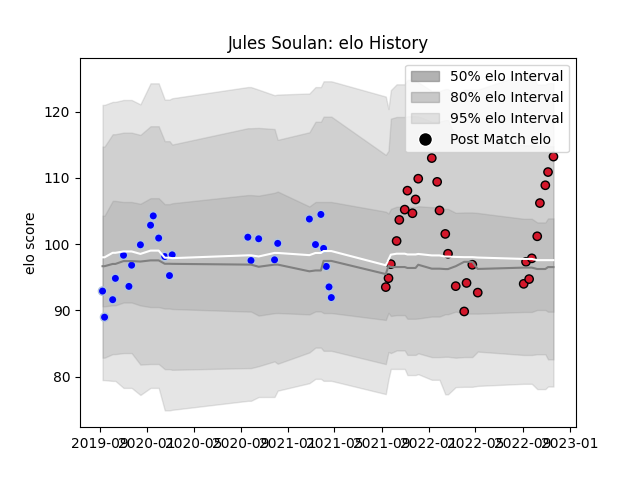 Jules Soulan: elo History
50% elo Interval
80% elo Interval
95% elo Interval
Post Match elo
elo score
120
110
100
90
80
2019-09
2020-01
2020-05
2020-09
2021-01
2021-05
2021-09
2022-01
2022-05
2022-09
2023-01